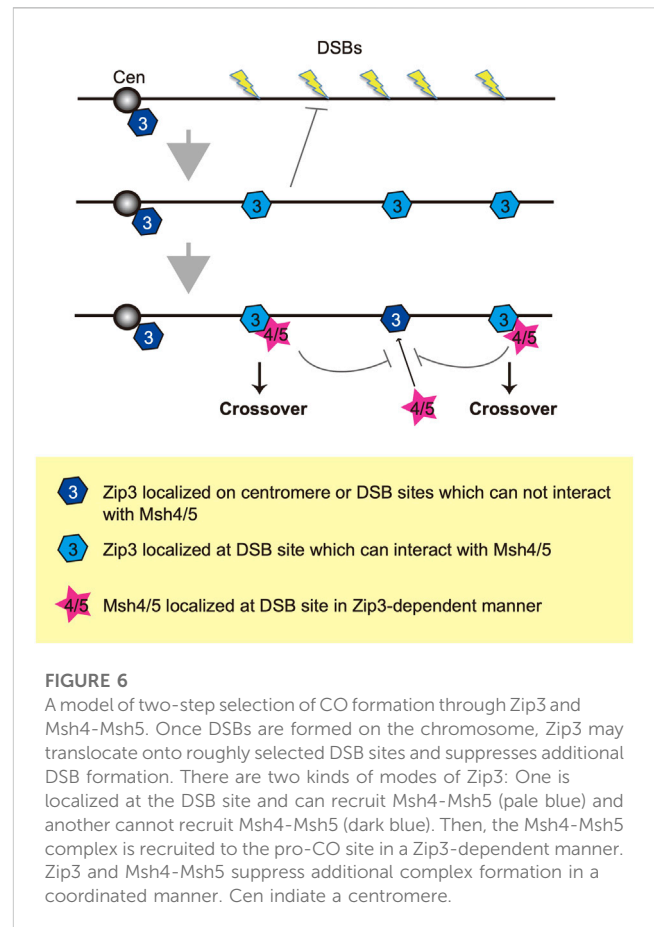 DSBs
Cen
3
3
3
3
3
3
3
3
3
4/5
4/5
Crossover
4/5
Crossover
3 Zip3 localized on centromere or DSB sites which can not interact
with Msh4/5
3 Zip3 localized at DSB site which can interact with Msh4/5
4/5 Msh4/5 localized at DSB site in Zip3-dependent manner
FIGURE 6
A model of two-step selection of CO formation through Zip3 and
Msh4-Msh5. Once DSBs are formed on the chromosome, Zip3 may
translocate onto roughly selected DSB sites and suppresses additional
DSB formation. There are two kinds of modes of Zip3: One is
localized at the DSB site and can recruit Msh4-Msh5 (pale blue) and
another cannot recruit Msh4-Msh5 (dark blue). Then, the Msh4-Msh5
complex is recruited to the pro-CO site in a Zip3-dependent manner.
Zip3 and Msh4-Msh5 suppress additional complex formation in a
coordinated manner. Cen indiate a centromere.